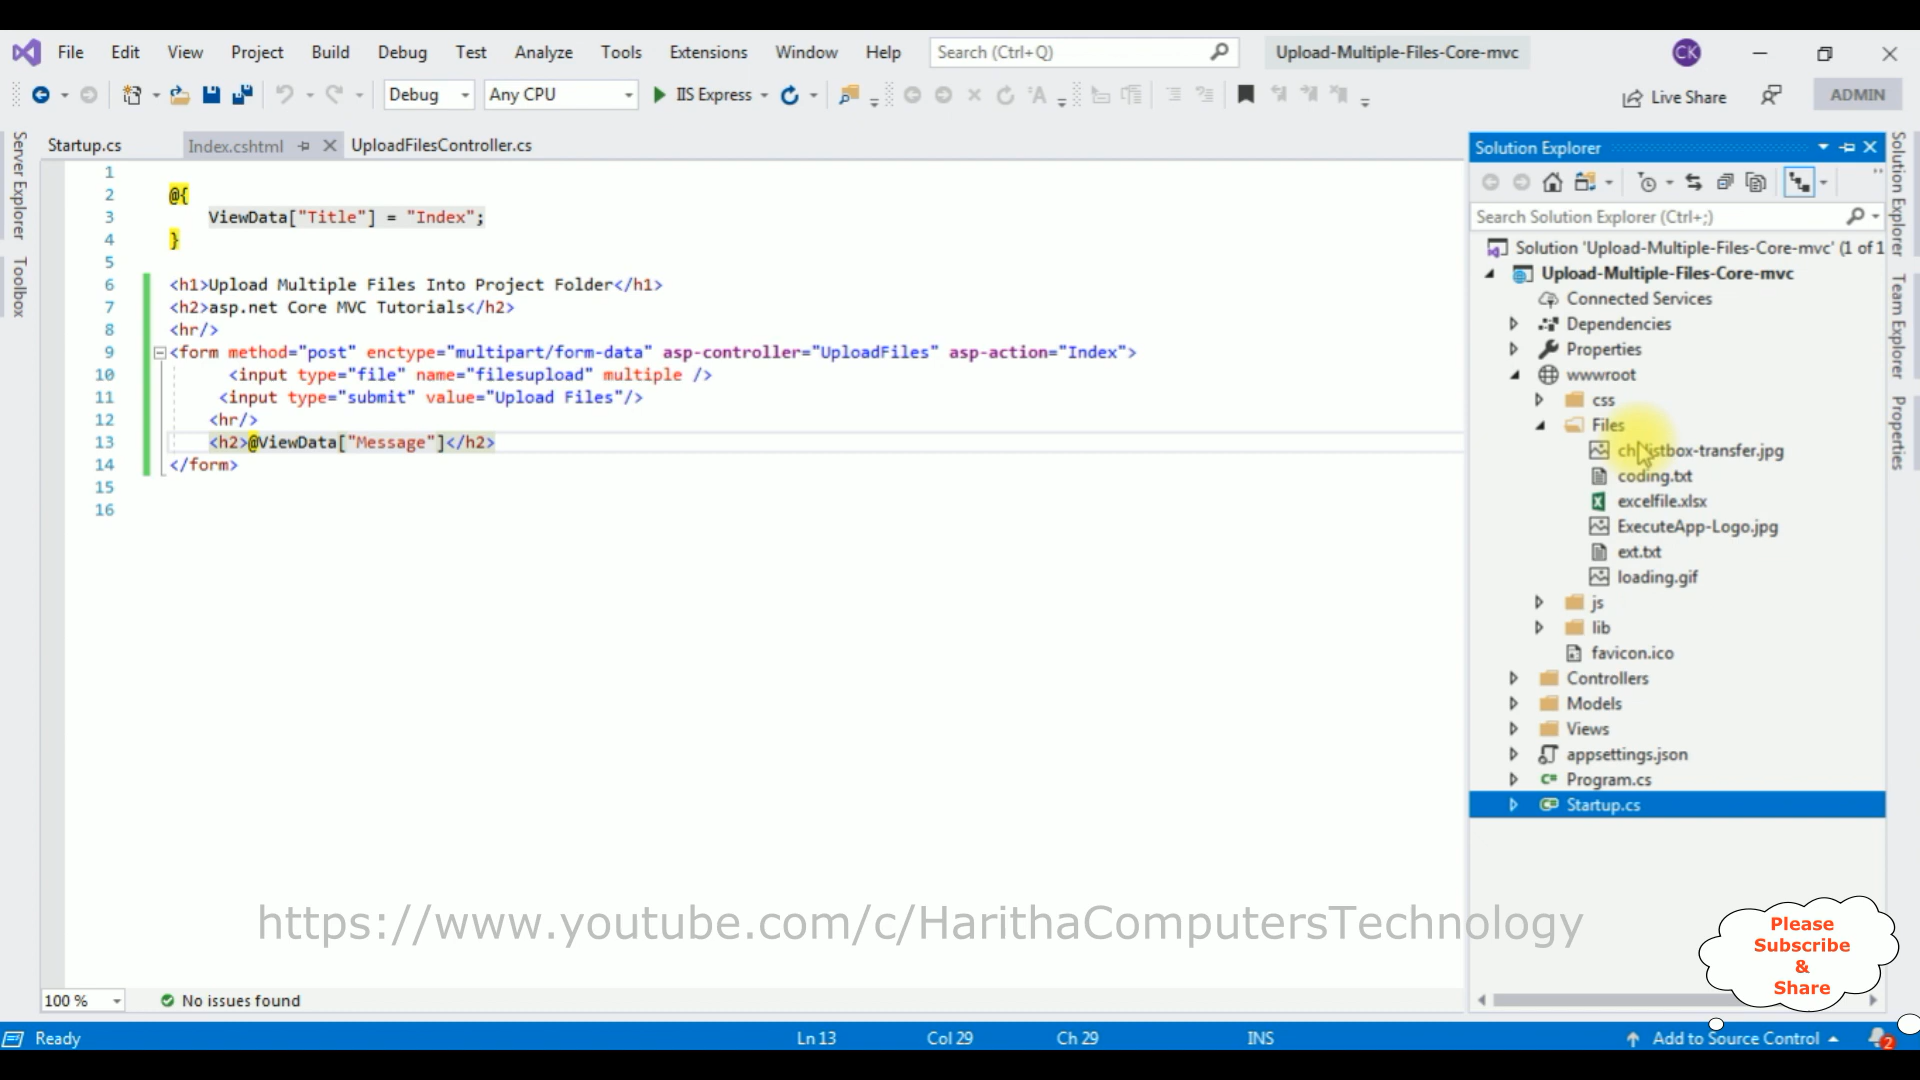 File Edit View Project Build Debug Test Analyze Tools Extensions Window Help Search (Ctrl+Q) Upload-Multiple-Files-Core-mvc CK
Debug Any CPU IIS Express Live Share ADMIN
Server Explorer
Toolbox
Startup.cs Index.cshtml UploadFilesController.cs
1
2 @{
3 ViewData["Title"] = "Index";
4 }
5
6 <h1>Upload Multiple Files Into Project Folder</h1>
7 <h2>asp.net Core MVC Tutorials</h2>
8 <hr/>
9 <form method="post" enctype="multipart/form-data" asp-controller="UploadFiles" asp-action="Index">
10 <input type="file" name="filesupload" multiple />
11 <input type="submit" value="Upload Files"/>
12 <hr/>
13 <h2>@ViewData["Message"]</h2>
14 </form>
15
16
Solution Explorer
Search Solution Explorer (Ctrl+;)
Solution 'Upload-Multiple-Files-Core-mvc' (1 of 1
Upload-Multiple-Files-Core-mvc
Connected Services
Dependencies
Properties
wwwroot
css
Files
coding.txt
excelfile.xlsx
ExecuteApp-Logo.jpg
ext.txt
loading.gif
js
lib
favicon.ico
Controllers
Models
Views
appsettings.json
Program.cs
Startup.cs
Solution Explorer
Team Explorer
Properties
https://www.youtube.com/c/HarithaComputersTechnology
Please
Subscribe
&
Share
100 % No issues found
Ready Ln 13 Col 29 Ch 29 INS Add to Source Control 2